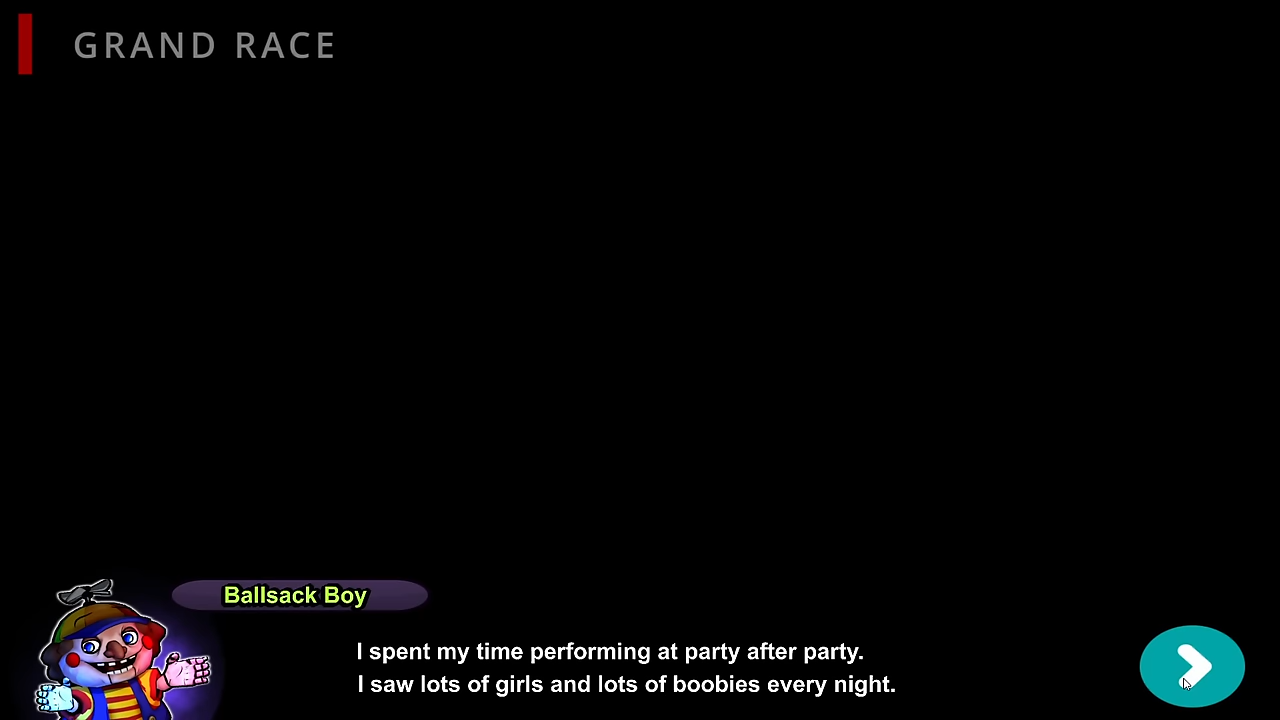 GRAND RACE
Ballsack Boy
I spent my time performing at party after party.
I saw lots of girls and lots of boobies every night.